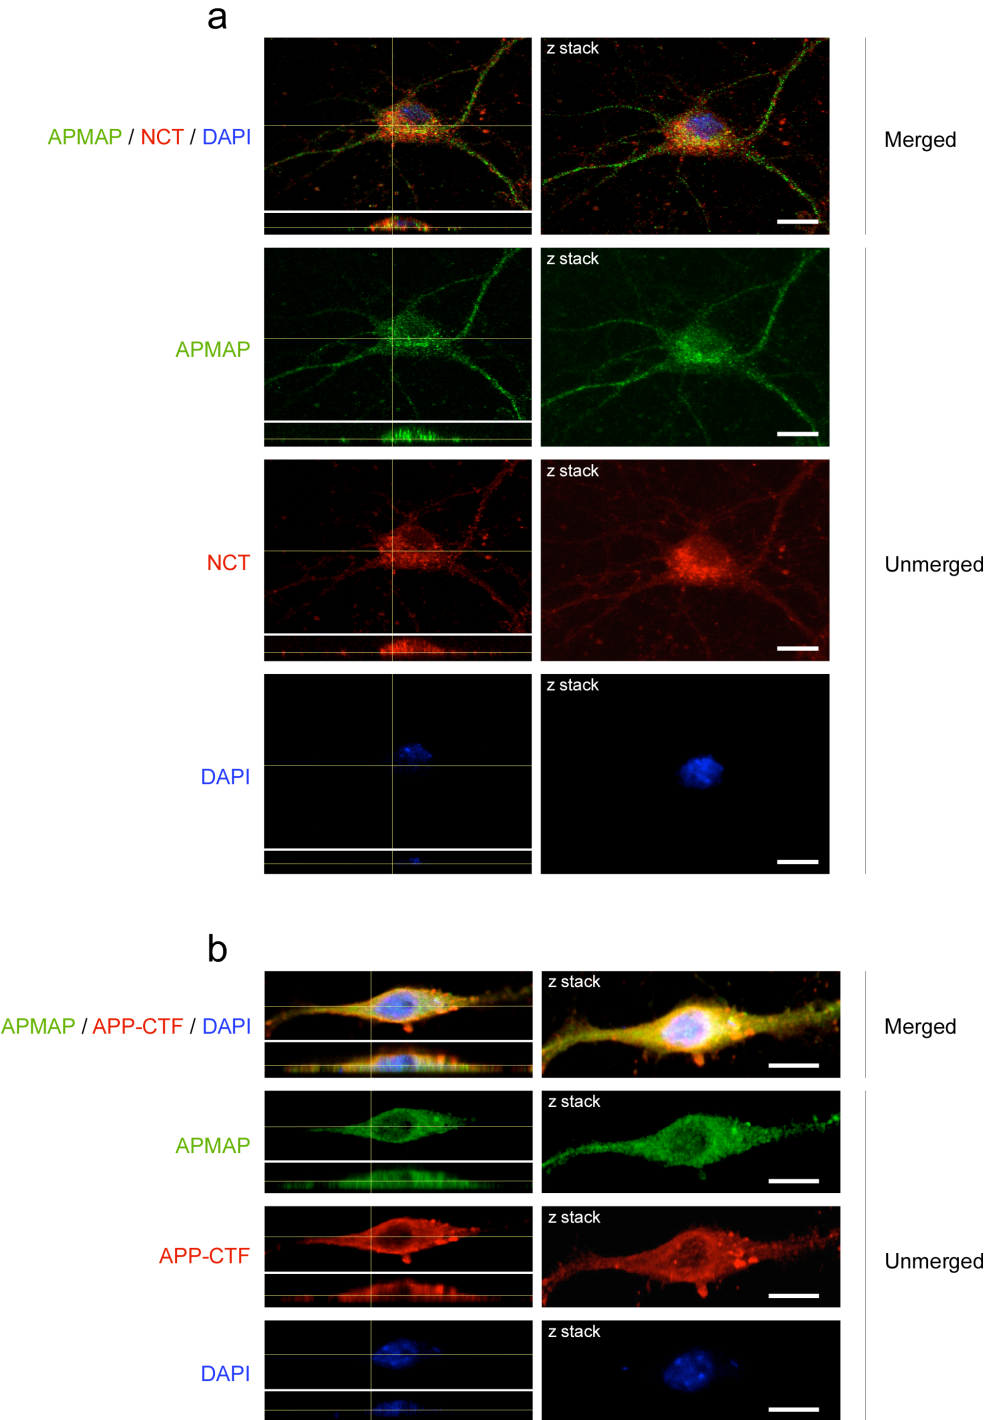 a
z stack
APMAP / NCT / DAPI
Merged
z stack
APMAP
z stack
NCT
Unmerged
z stack
DAPI
b
z stack
APMAP / APP-CTF / DAPI
Merged
z stack
APMAP
z stack
APP-CTF
Unmerged
z stack
DAPI